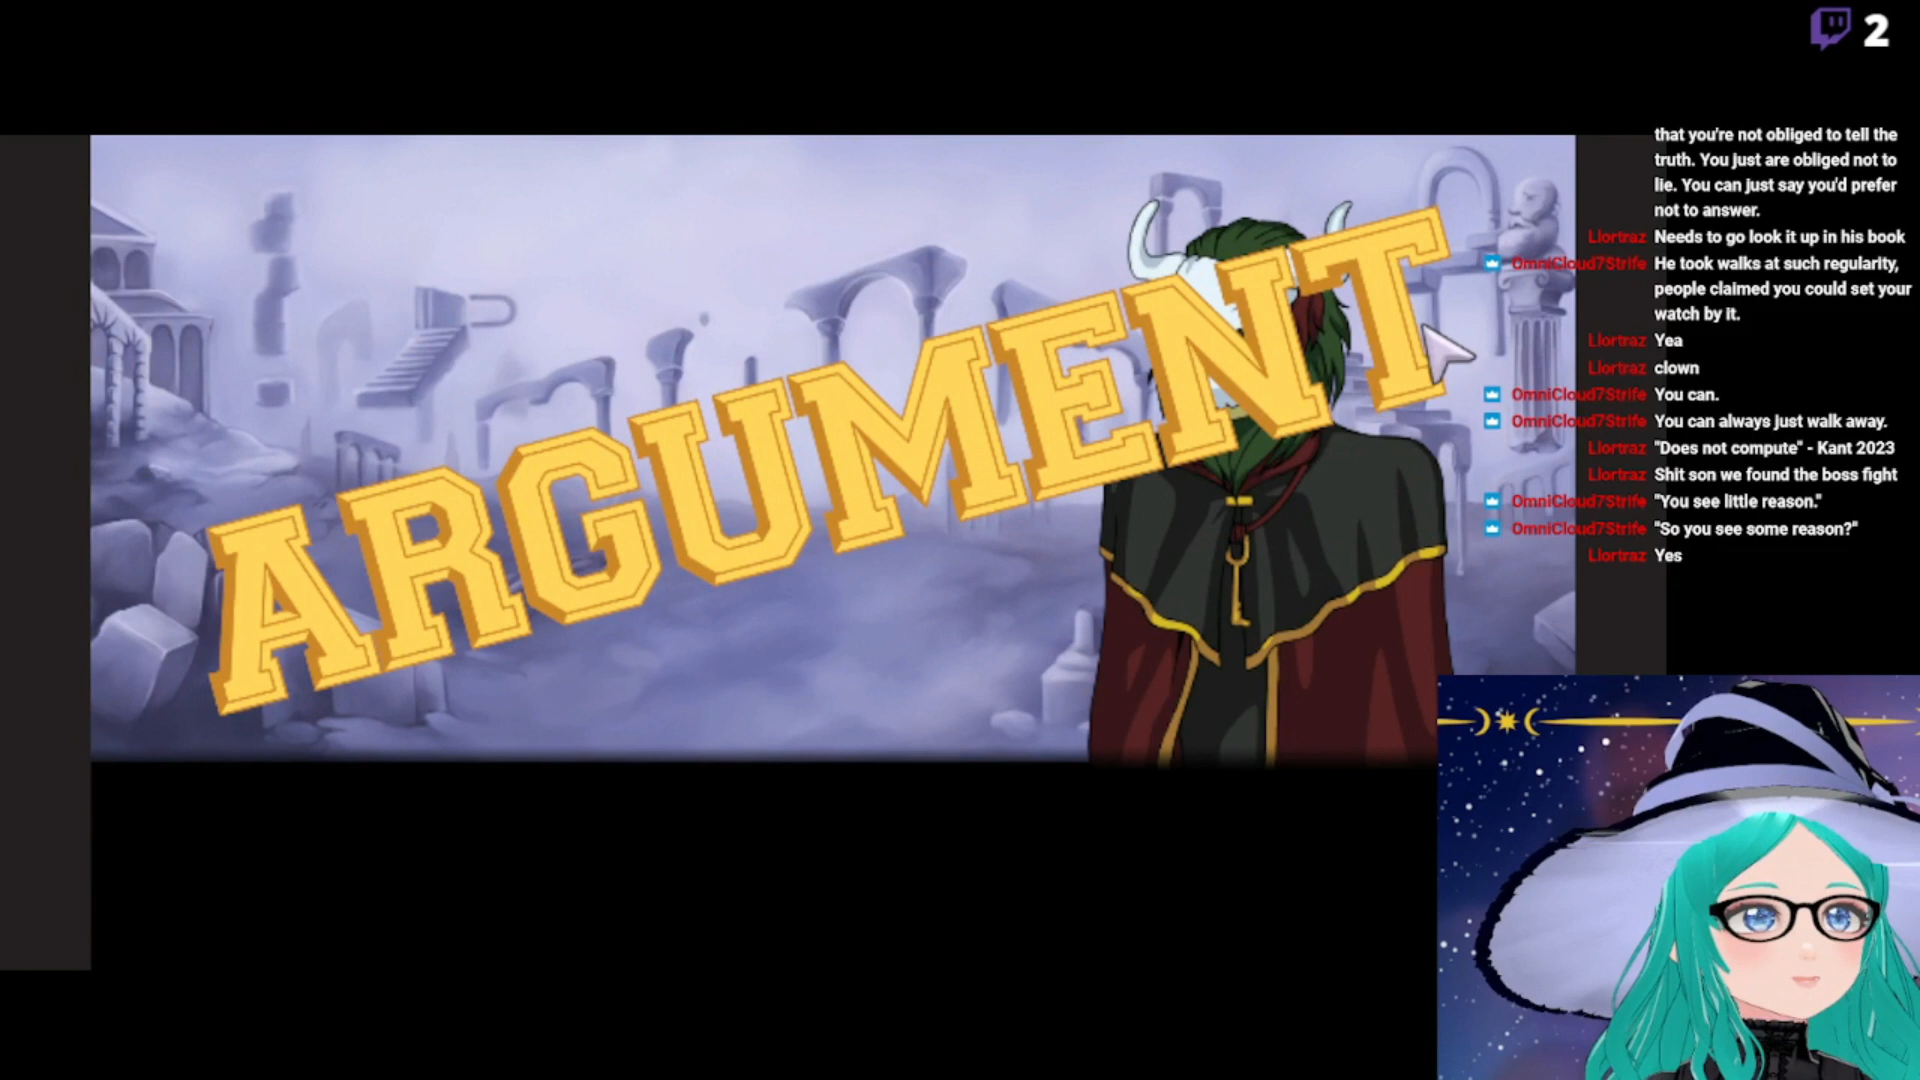 2
that you're not obliged to tell the
truth. You just are obliged not to
lie. You can just say you'd prefer
not to answer.
Llortraz Needs to go look it up in his book
OmniCloud7Strife He took walks at such regularity,
people claimed you could set your
watch by it.
Llortraz Yea
Llortraz clown
OmniCloud7Strife You can.
OmniCloud7Strife You can always just walk away.
Llortraz "Does not compute" - Kant 2023
Llortraz Shit son we found the boss fight
OmniCloud7Strife "You see little reason."
OmniCloud7Strife "So you see some reason?"
Llortraz Yes
ARGUMENT